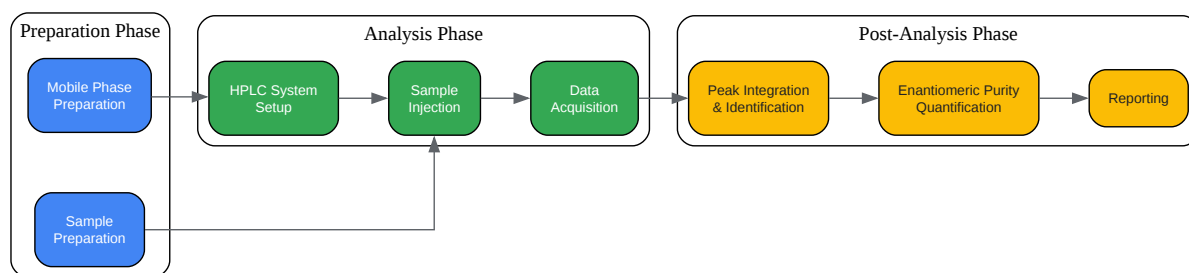 Preparation Phase
Mobile Phase
Preparation
Sample
Preparation
Analysis Phase
HPLC System
Setup
Sample
Injection
Data
Acquisition
Post-Analysis Phase
Peak Integration
& Identification
Enantiomeric Purity
Quantification
Reporting